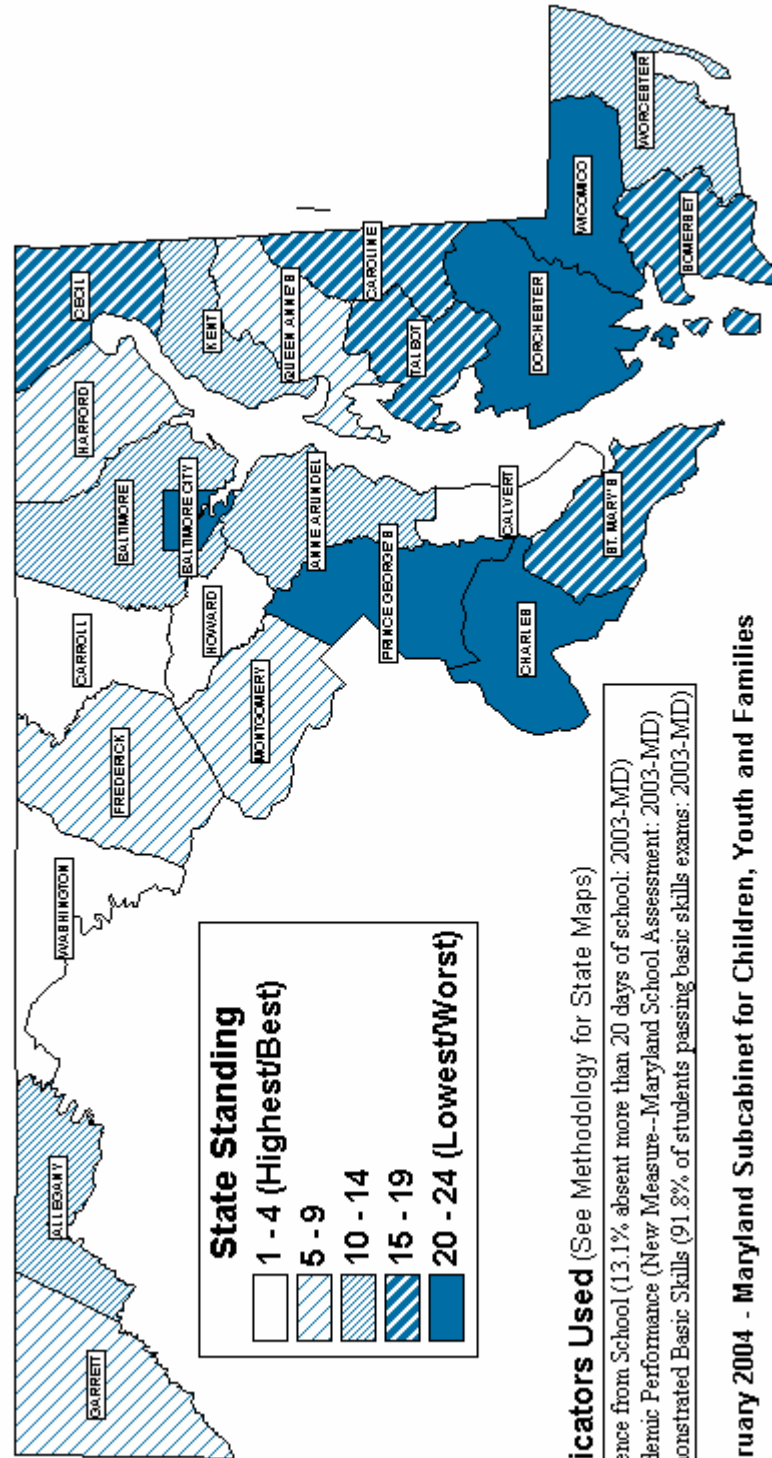 GARRETT
ALLEGANY
WASHINGTON
FREDERICK
CARROLL
BALTIMORE
HARFORD
CECIL
BALTIMORE CITY
HOWARD
MONTGOMERY
KENT
QUEEN ANNE'S
ANNE ARUNDEL
CAROLINE
TALBOT
PRINCE GEORGE'S
CALVERT
CHARLES
ST. MARY'S
DORCHESTER
WICOMICO
WORCESTER
SOMERSET
State Standing
1 - 4 (Highest/Best)
5 - 9
10 - 14
15 - 19
20 - 24 (Lowest/Worst)
icators Used (See Methodology for State Maps)
ence from School (13.1% absent more than 20 days of school: 2003-MD)
demic Performance (New Measure--Maryland School Assessment: 2003-MD)
nonstrated Basic Skills (91.8% of students passing basic skills exams: 2003-MD)
ruary 2004 - Maryland Subcabinet for Children, Youth and Families